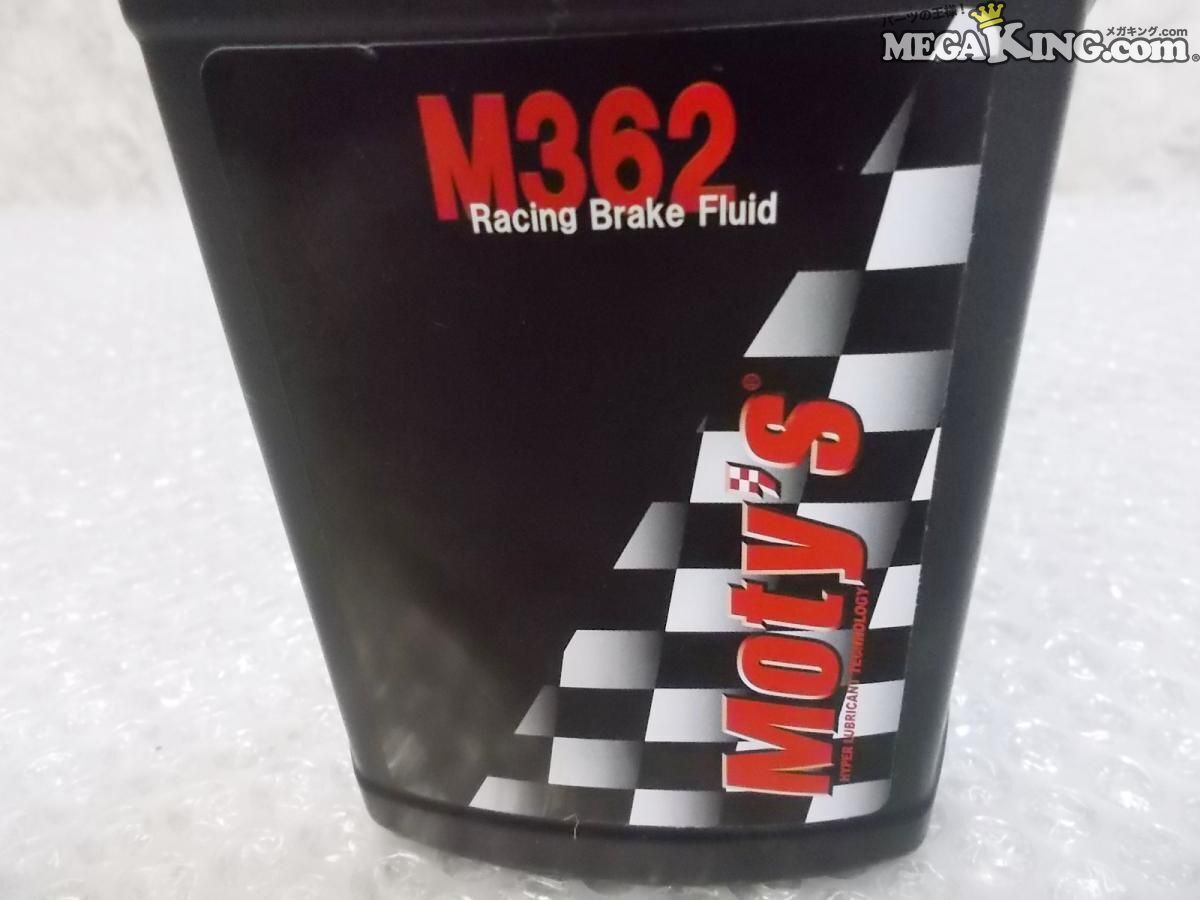 パーツの王様!
メガキング.com
MEGAKING.com®
M362
Racing Brake Fluid
Moty's®
HYPER LUBRICANT TECHNOLOGY